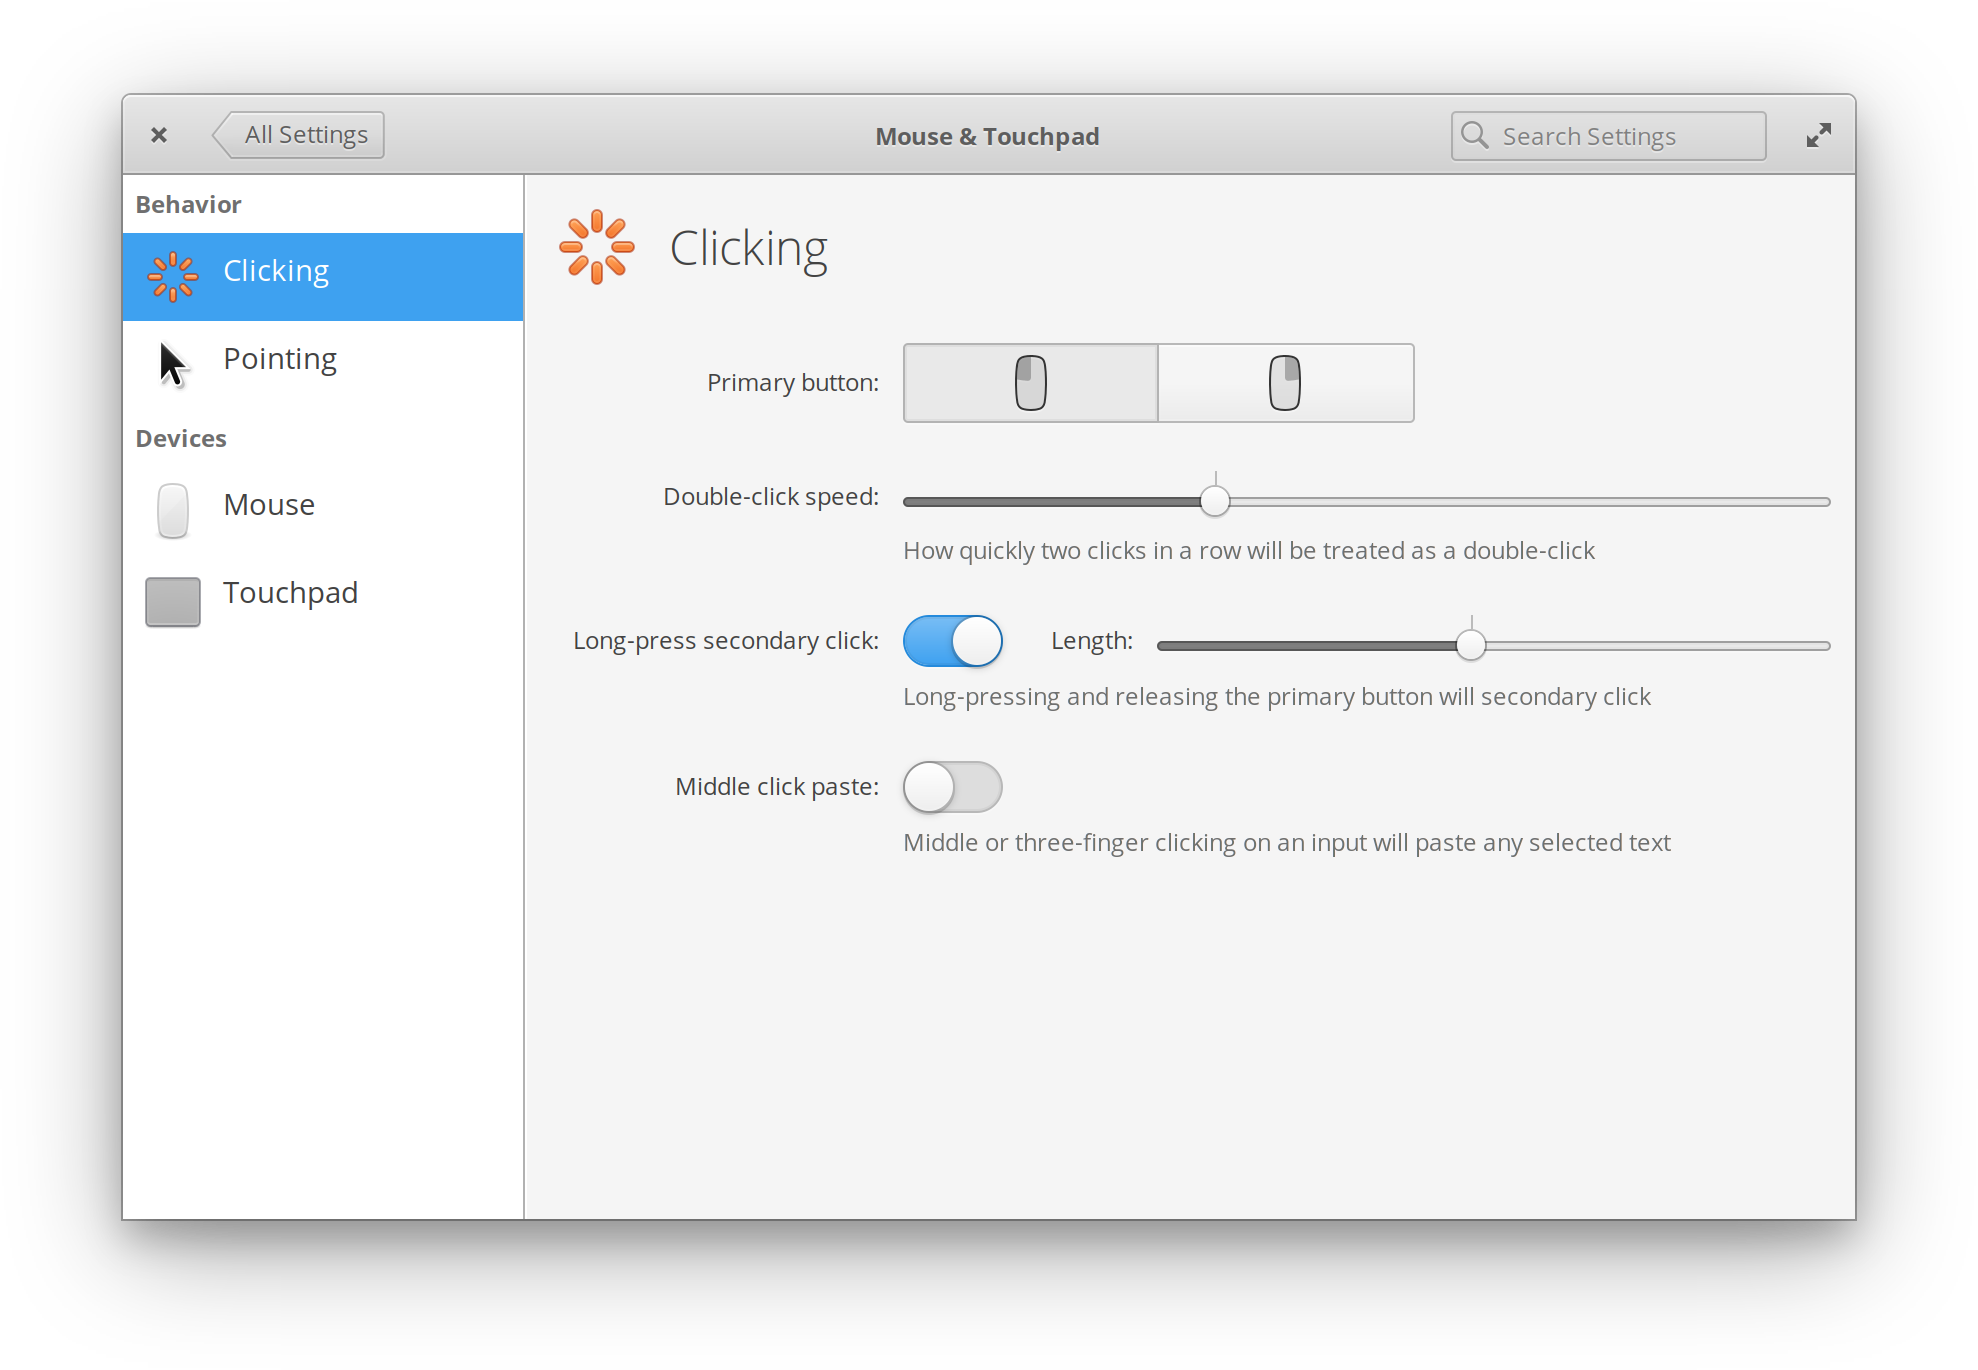 All Settings
Mouse & Touchpad
Search Settings
Behavior
Clicking
Pointing
Devices
Mouse
Touchpad
Clicking
Primary button:
Double-click speed:
How quickly two clicks in a row will be treated as a double-click
Long-press secondary click:
Length:
Long-pressing and releasing the primary button will secondary click
Middle click paste:
Middle or three-finger clicking on an input will paste any selected text